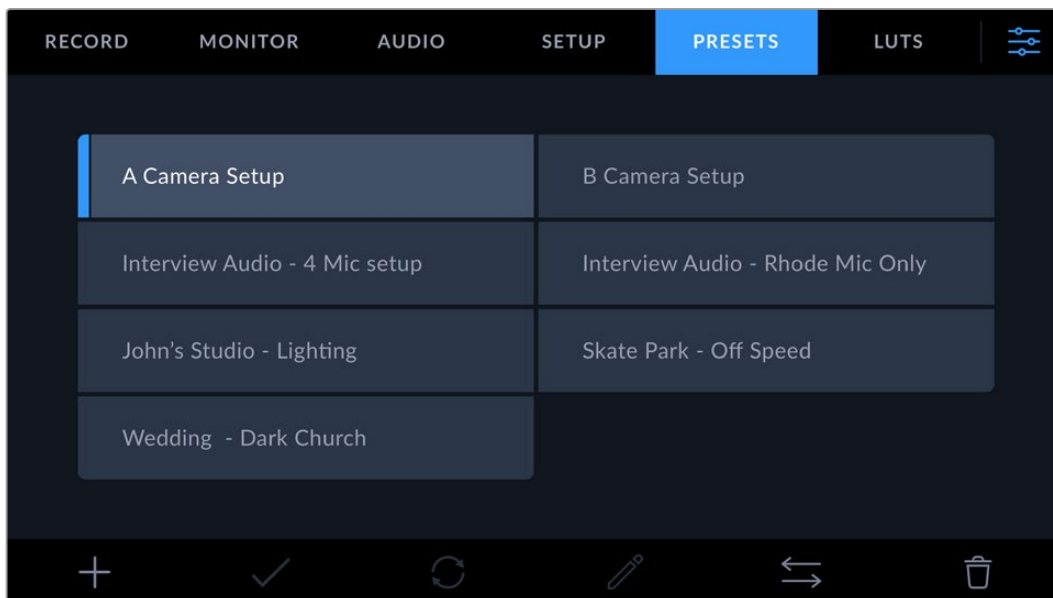 RECORD MONITOR AUDIO SETUP PRESETS LUTS
A Camera Setup B Camera Setup
Interview Audio - 4 Mic setup Interview Audio - Rhode Mic Only
John’s Studio - Lighting Skate Park - Off Speed
Wedding - Dark Church